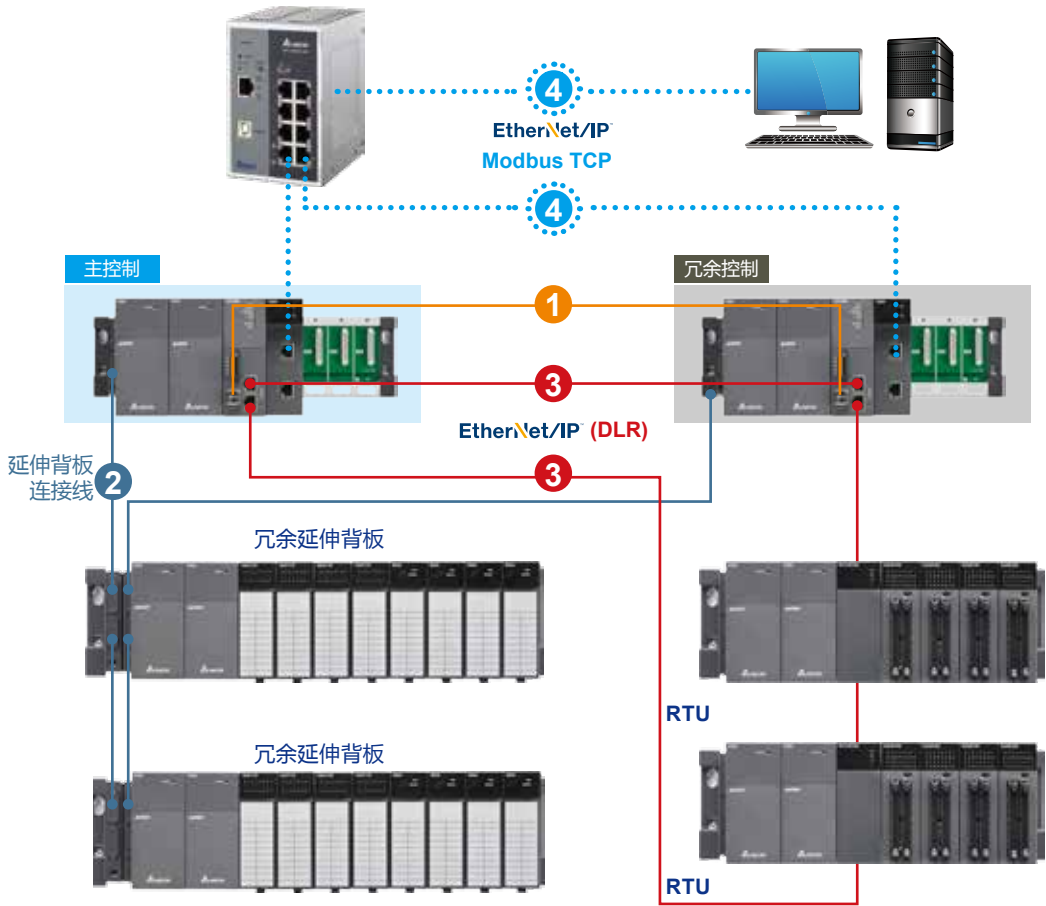 4
EtherNet/IP™
Modbus TCP
4
主控制
冗余控制
1
3
EtherNet/IP™ (DLR)
3
延伸背板
连接线
2
冗余延伸背板
RTU
冗余延伸背板
RTU